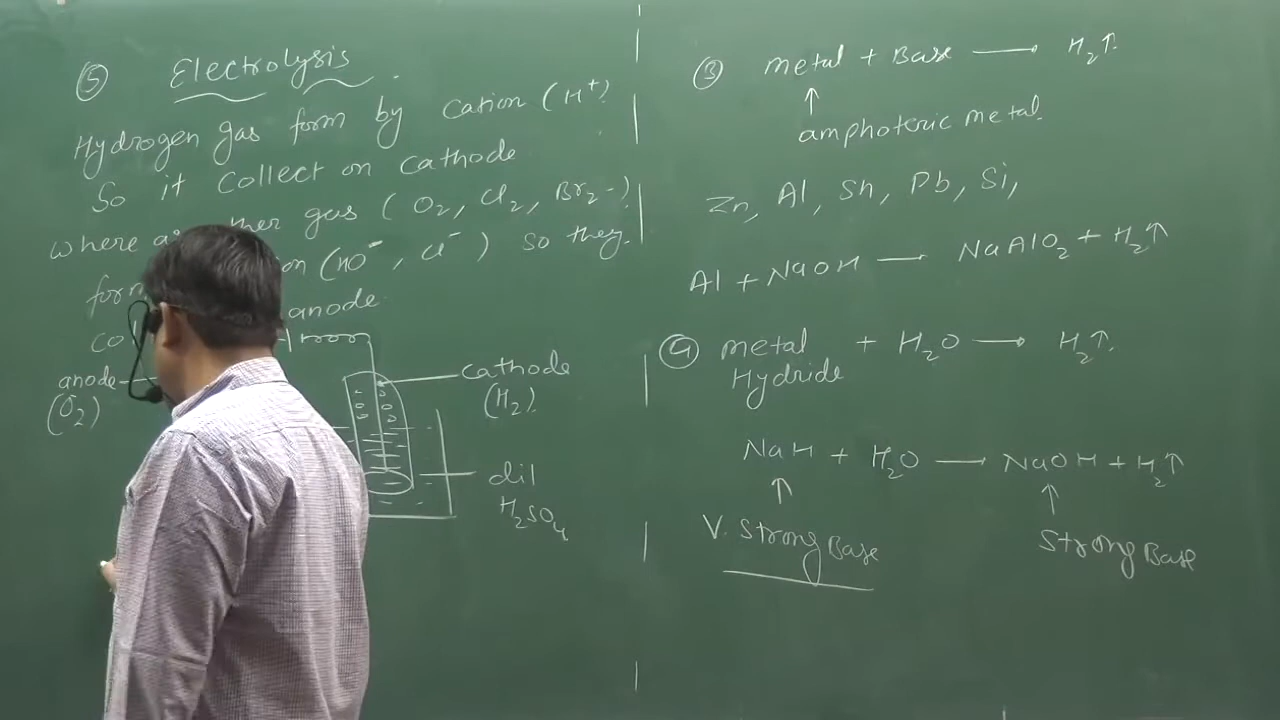 ⑤ Electrolysis
Hydrogen gas form by Cation (H⁺)
So it collect on cathode
where as ther gas (O₂, Cl₂, Br₂-)
form on (HO⁻, Cl⁻) so they
anode
anode
(O₂)
cathode
(H₂)
dil
H₂SO₄
③ metal + Base ⟶ H₂↑
↑
amphoteric metal
Zn, Al, Sn, Pb, Si,
Al + NaOH ⟶ NaAlO₂ + H₂↑
④ metal + H₂O ⟶ H₂↑
Hydride
NaH + H₂O ⟶ NaOH + H₂↑
↑ ↑
V. Strong Base
Strong Base